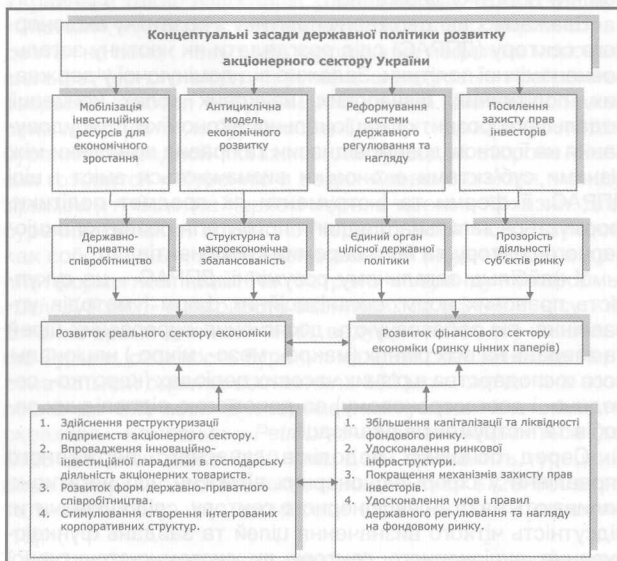 Концептуальні засади державної політики розвитку
акціонерного сектору України
Мобілізація
інвестиційних
ресурсів для
економічного
зростання
Антикризова
модель
економічного
розвитку
Реформування
системи
державного
регулювання та
нагляду
Посилення
захисту прав
інвесторів
Державно-
приватне
співробітництво
Структурна та
макроекономічна
збалансованість
Єдиний орган
цілісної державної
політики
Прозорість
діяльності
суб'єктів ринку
Розвиток реального сектору економіки
Розвиток фінансового сектору
економіки (ринку цінних паперів)
1. Здійснення реструктуризації
підприємств акціонерного сектору.
2. Впровадження інноваційно-
інвестиційної парадигми в господарську
діяльність акціонерних товариств.
3. Розвиток форм державно-приватного
співробітництва.
4. Стимулювання створення інтегрованих
корпоративних структур.
1. Збільшення капіталізації та ліквідності
фондового ринку.
2. Удосконалення ринкової
інфраструктури.
3. Покращення механізмів захисту прав
інвесторів.
4. Удосконалення умов і правил
державного регулювання та нагляду
на фондовому ринку.